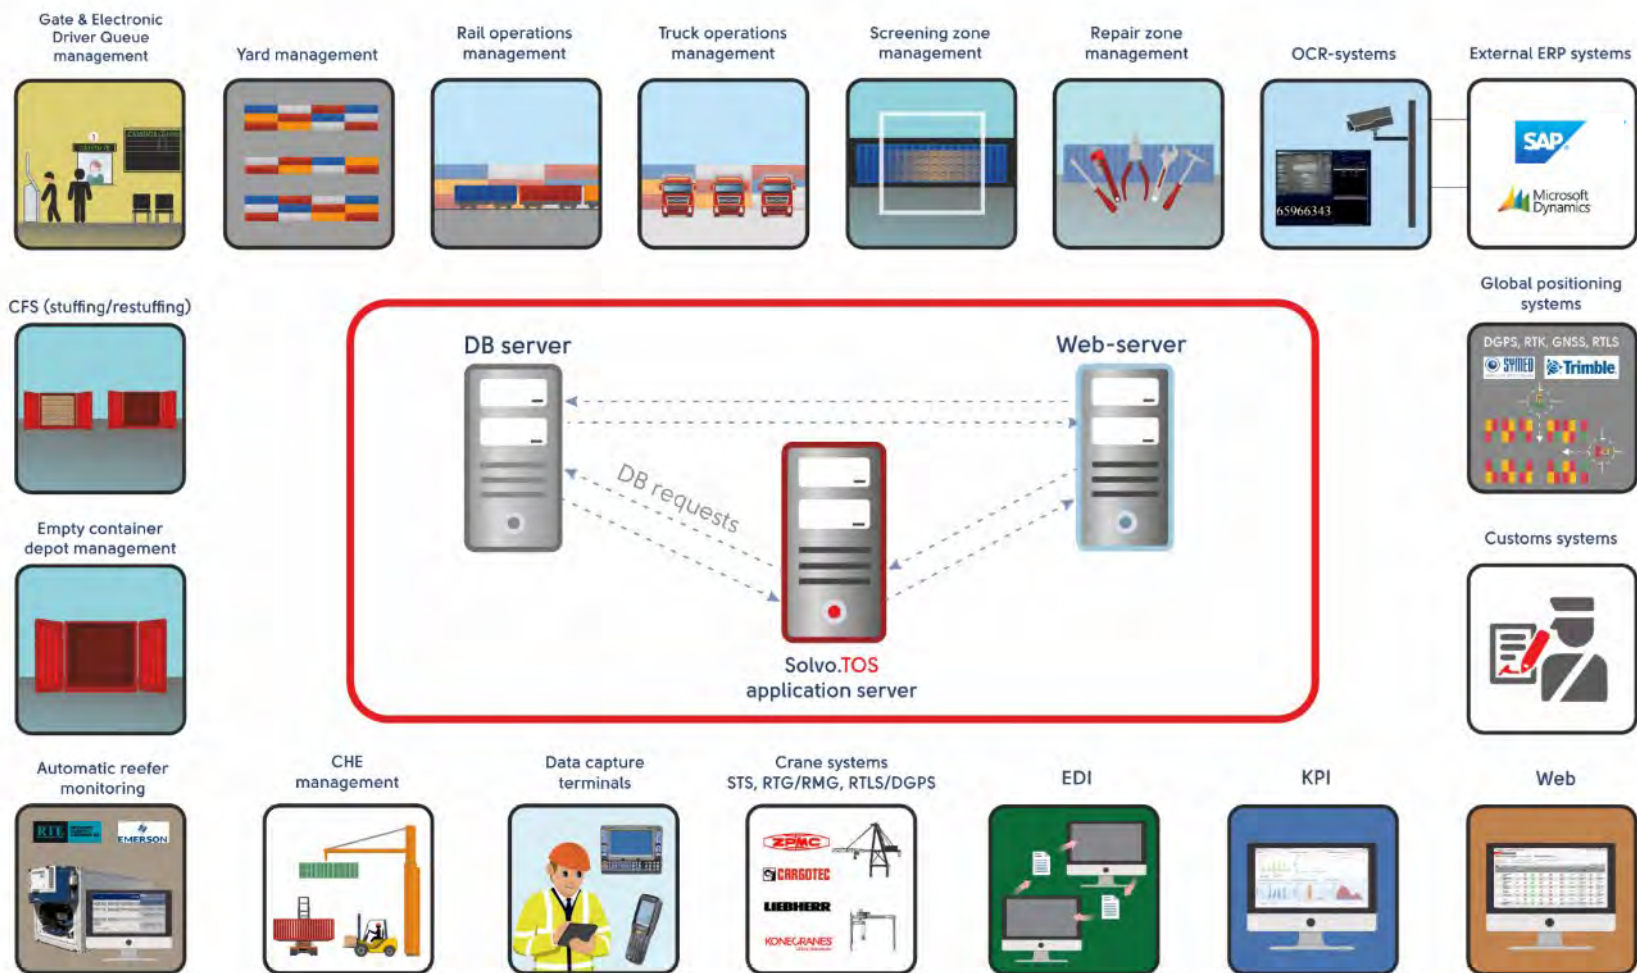 Gate & Electronic
Driver Queue
management
Yard management
Rail operations
management
Truck operations
management
Screening zone
management
Repair zone
management
OCR-systems
External ERP systems
1
65966343
SAP
Microsoft
Dynamics
CFS (stuffing/restuffing)
DB server
Web-server
Global positioning
systems
DGPS, RTK, GNSS, RTLS
SYMEO
Trimble
DB requests
Empty container
depot management
Customs systems
Solvo.TOS
application server
Automatic reefer
monitoring
CHE
management
Data capture
terminals
Crane systems
STS, RTG/RMG, RTLS/DGPS
EDI
KPI
Web
RTE
EMERSON
ZPMC
CARGOTEC
LIEBHERR
KONECRANES